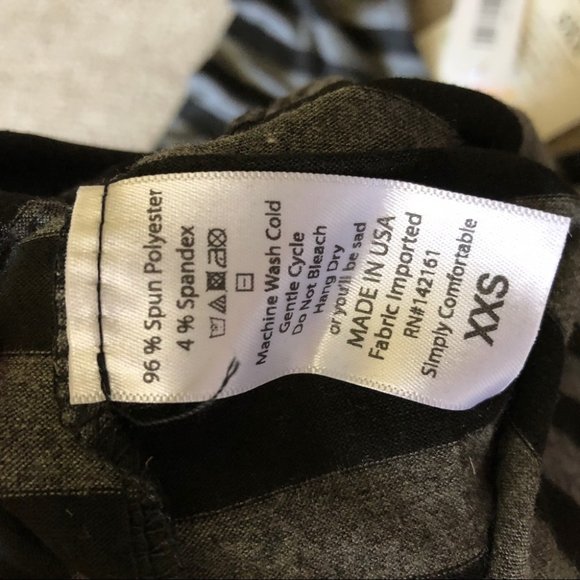 96 % Spun Polyester
4 % Spandex
Machine Wash Cold
Gentle Cycle
Do Not Bleach
Hang Dry
or you'll be sad
MADE IN USA
Fabric Imported
RN#142161
Simply Comfortable
XXS